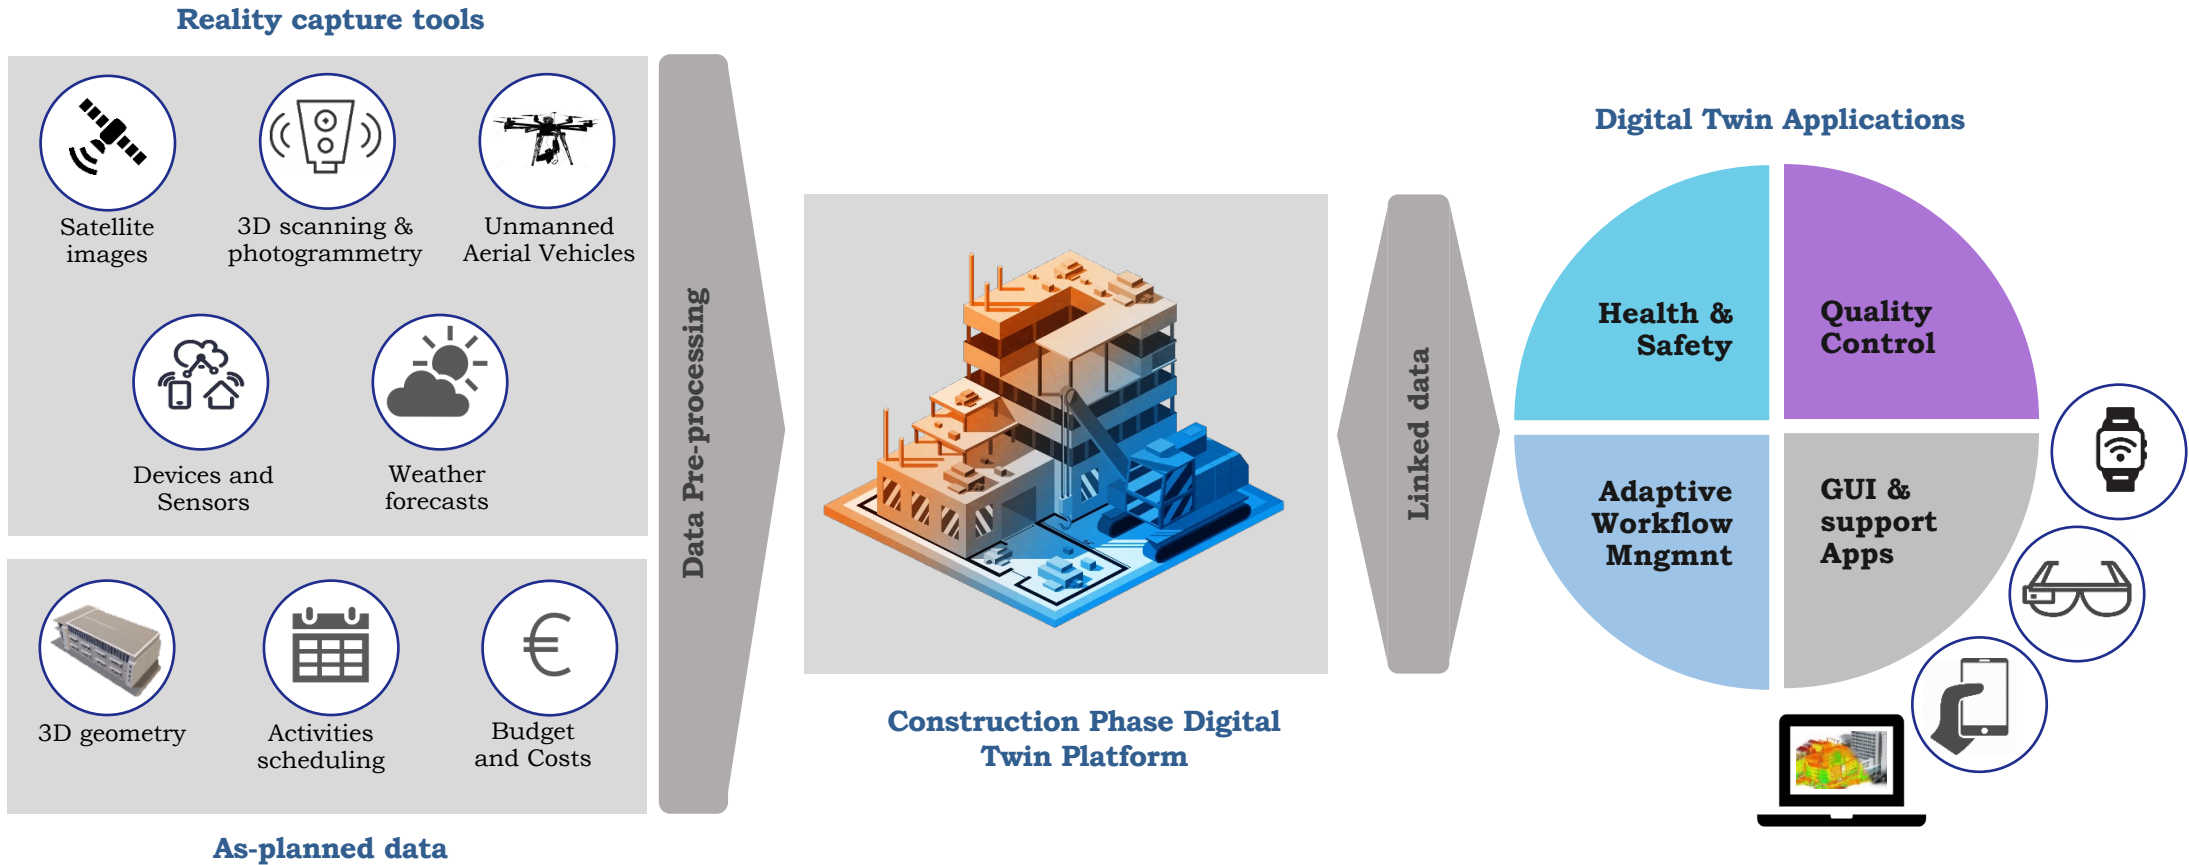 Reality capture tools
Satellite
images
3D scanning &
photogrammetry
Unmanned
Aerial Vehicles
Devices and
Sensors
Weather
forecasts
3D geometry
Activities
scheduling
Budget
and Costs
As-planned data
Data Pre-processing
Construction Phase Digital
Twin Platform
Linked data
Digital Twin Applications
Health &
Safety
Quality
Control
Adaptive
Workflow
Mngmnt
GUI &
support
Apps